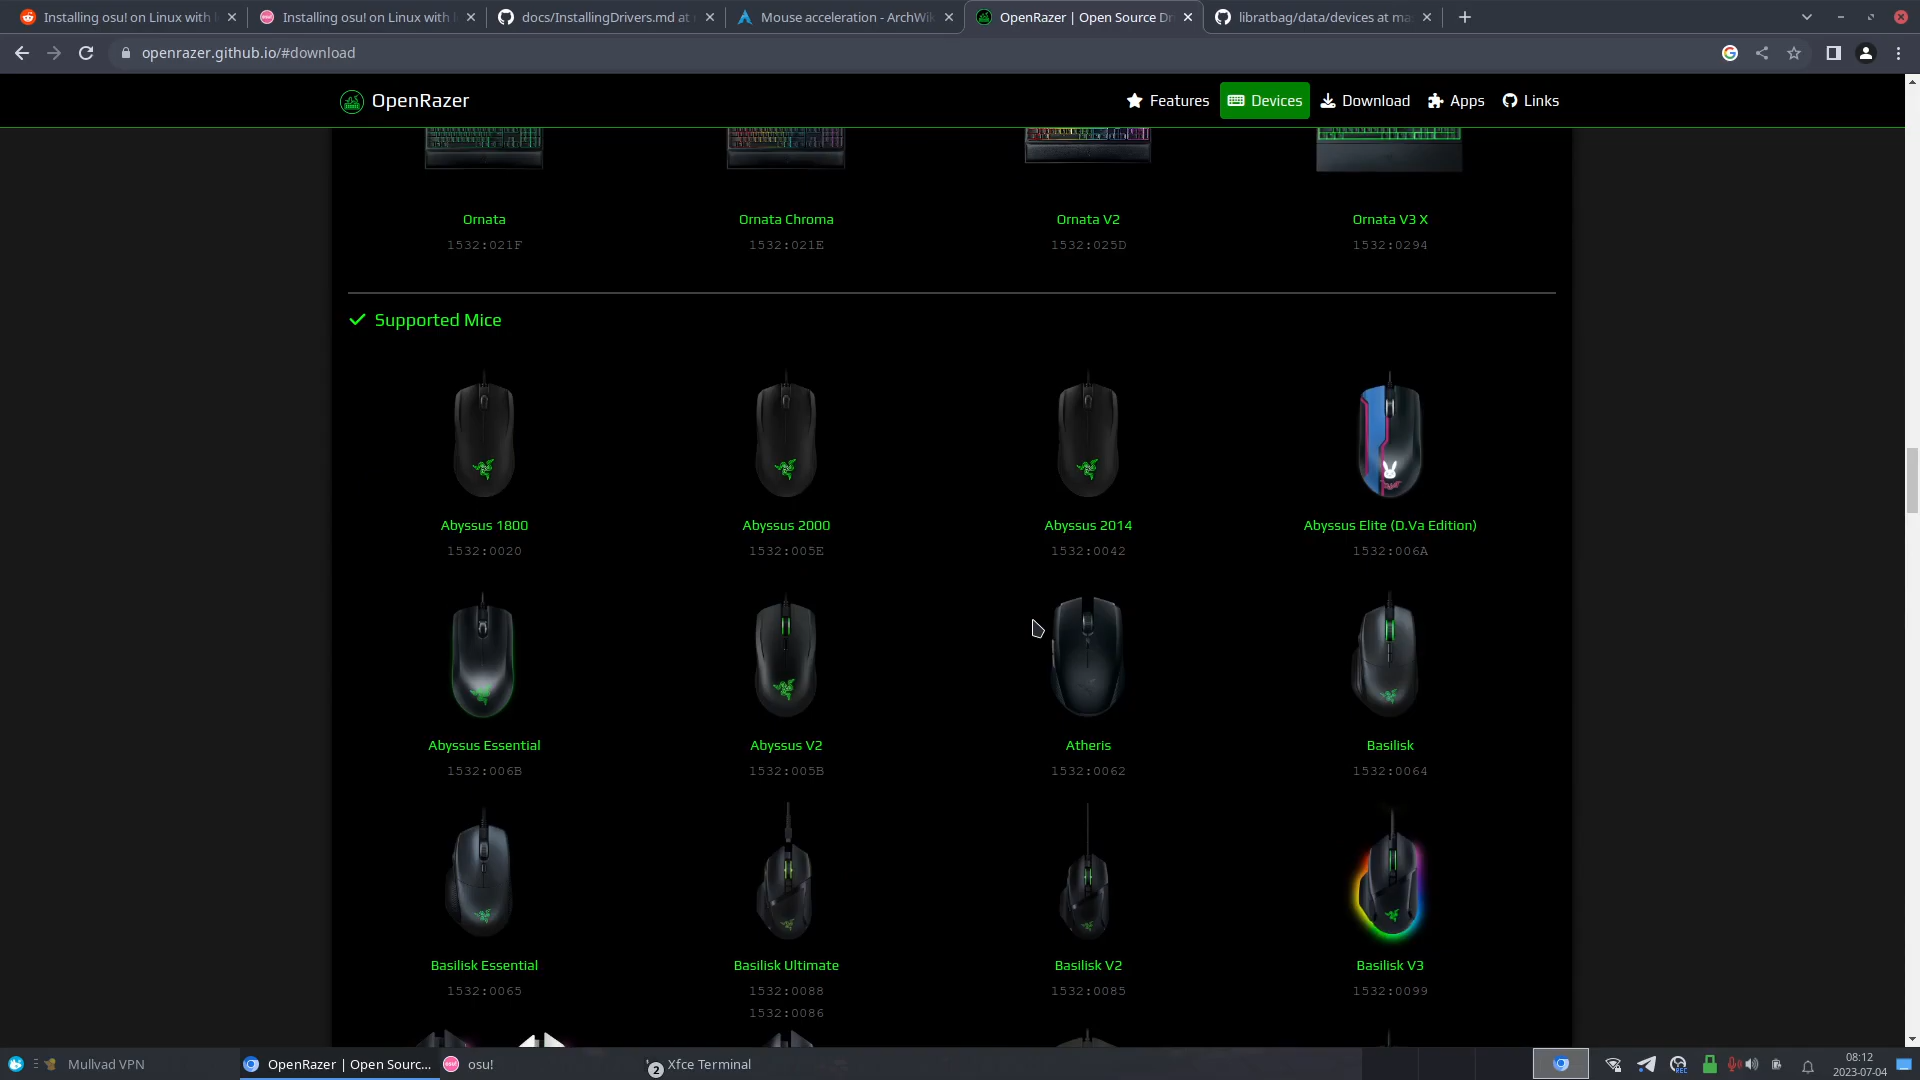 Installing osu! on Linux with
Installing osu! on Linux with
docs/InstallingDrivers.md at
Mouse acceleration - ArchWik
OpenRazer | Open Source Dr
libratbag/data/devices at ma
openrazer.github.io/#download
OpenRazer
Features
Devices
Download
Apps
Links
Ornata
Ornata Chroma
Ornata V2
Ornata V3 X
1532:021F
1532:021E
1532:025D
1532:0294
Supported Mice
Abyssus 1800
Abyssus 2000
Abyssus 2014
Abyssus Elite (D.Va Edition)
1532:0020
1532:005E
1532:0042
1532:006A
Abyssus Essential
Abyssus V2
Atheris
Basilisk
1532:006B
1532:005B
1532:0062
1532:0064
Basilisk Essential
Basilisk Ultimate
Basilisk V2
Basilisk V3
1532:0065
1532:0088
1532:0085
1532:0099
1532:0086
Mullvad VPN
OpenRazer | Open Sourc...
osu!
2
Xfce Terminal
REC
08:12
2023-07-04